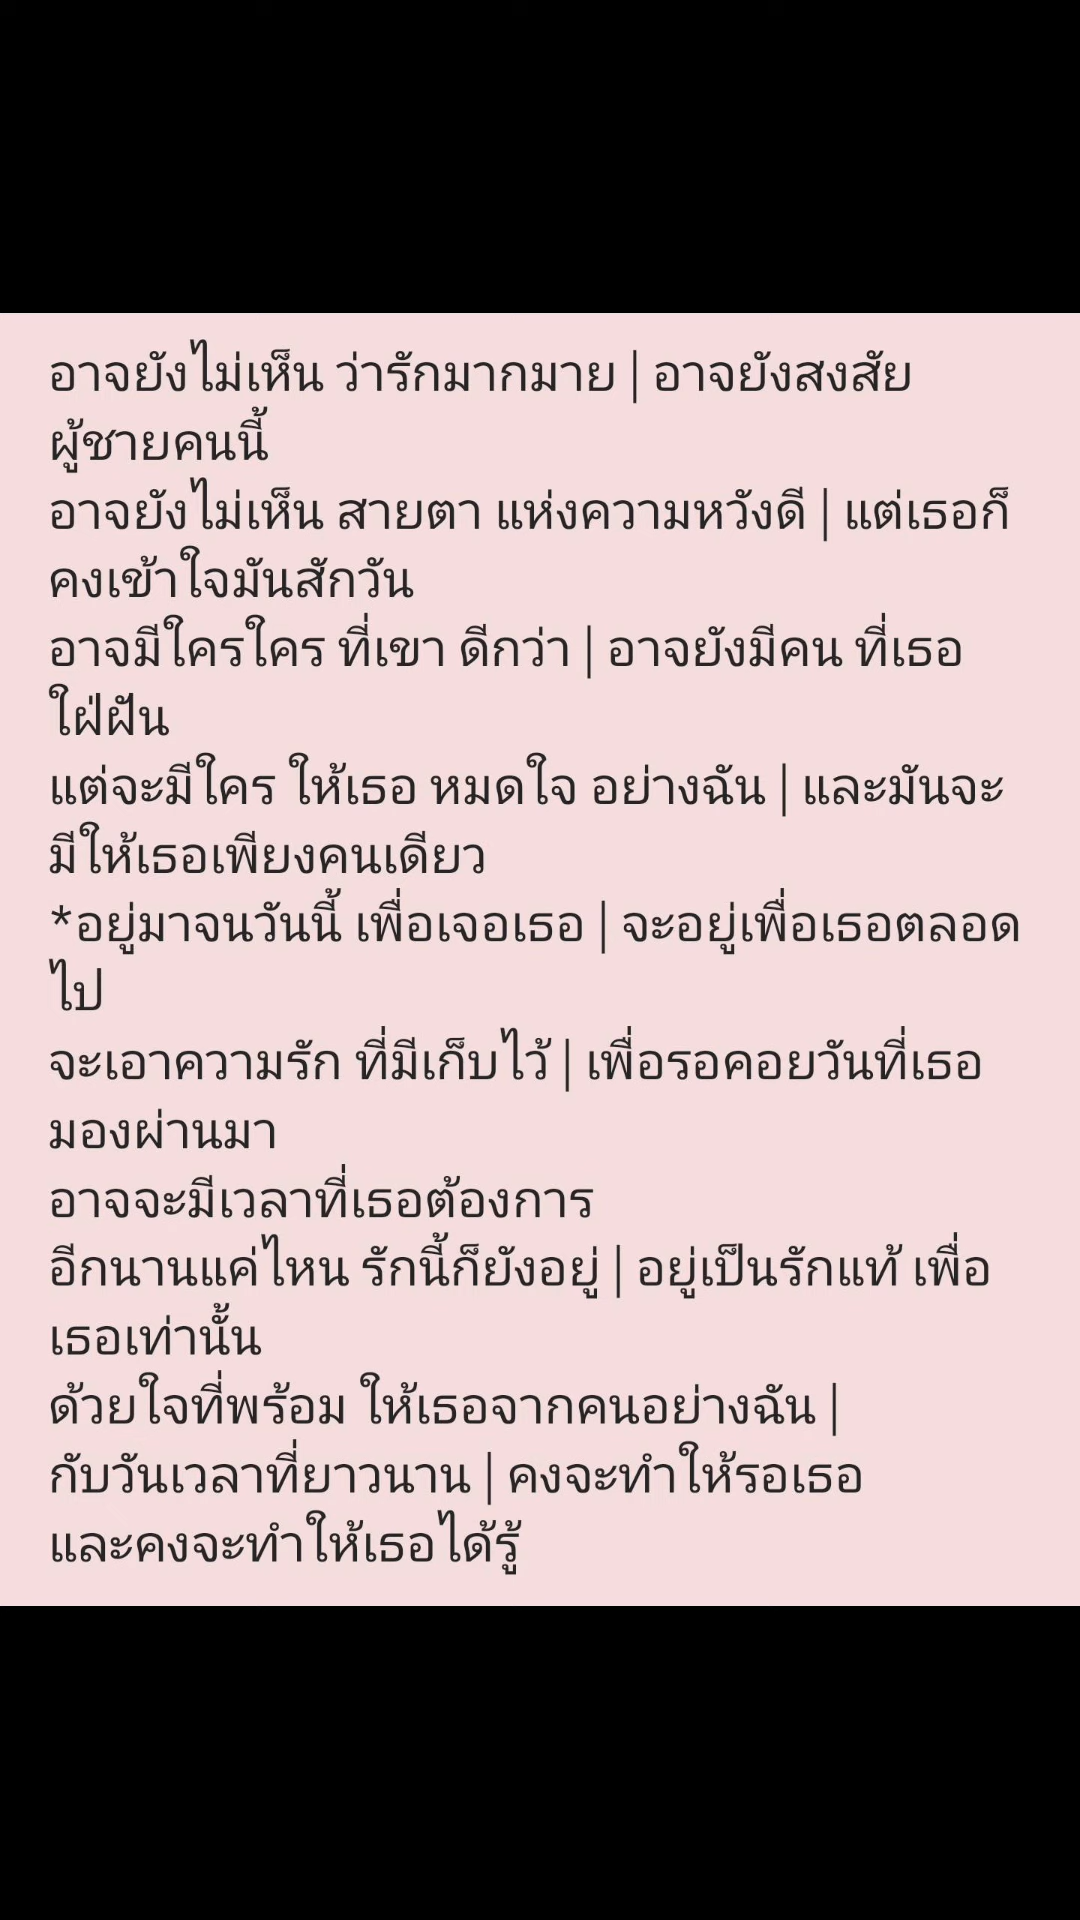 อาจยังไม่เห็น ว่ารักมากมาย | อาจยังสงสัย
ผู้ชายคนนี้
อาจยังไม่เห็น สายตา แห่งความหวังดี | แต่เธอก็
คงเข้าใจมันสักวัน
อาจมีใครใคร ที่เขา ดีกว่า | อาจยังมีคน ที่เธอ
ใฝ่ฝัน
แต่จะมีใคร ให้เธอ หมดใจ อย่างฉัน | และมันจะ
มีให้เธอเพียงคนเดียว
*อยู่มาจนวันนี้ เพื่อเจอเธอ | จะอยู่เพื่อเธอตลอด
ไป
จะเอาความรัก ที่มีเก็บไว้ | เพื่อรอคอยวันที่เธอ
มองผ่านมา
อาจจะมีเวลาที่เธอต้องการ
อีกนานแค่ไหน รักนี้ก็ยังอยู่ | อยู่เป็นรักแท้ เพื่อ
เธอเท่านั้น
ด้วยใจที่พร้อม ให้เธอจากคนอย่างฉัน |
กับวันเวลาที่ยาวนาน | คงจะทำให้รอเธอ
และคงจะทำให้เธอได้รู้